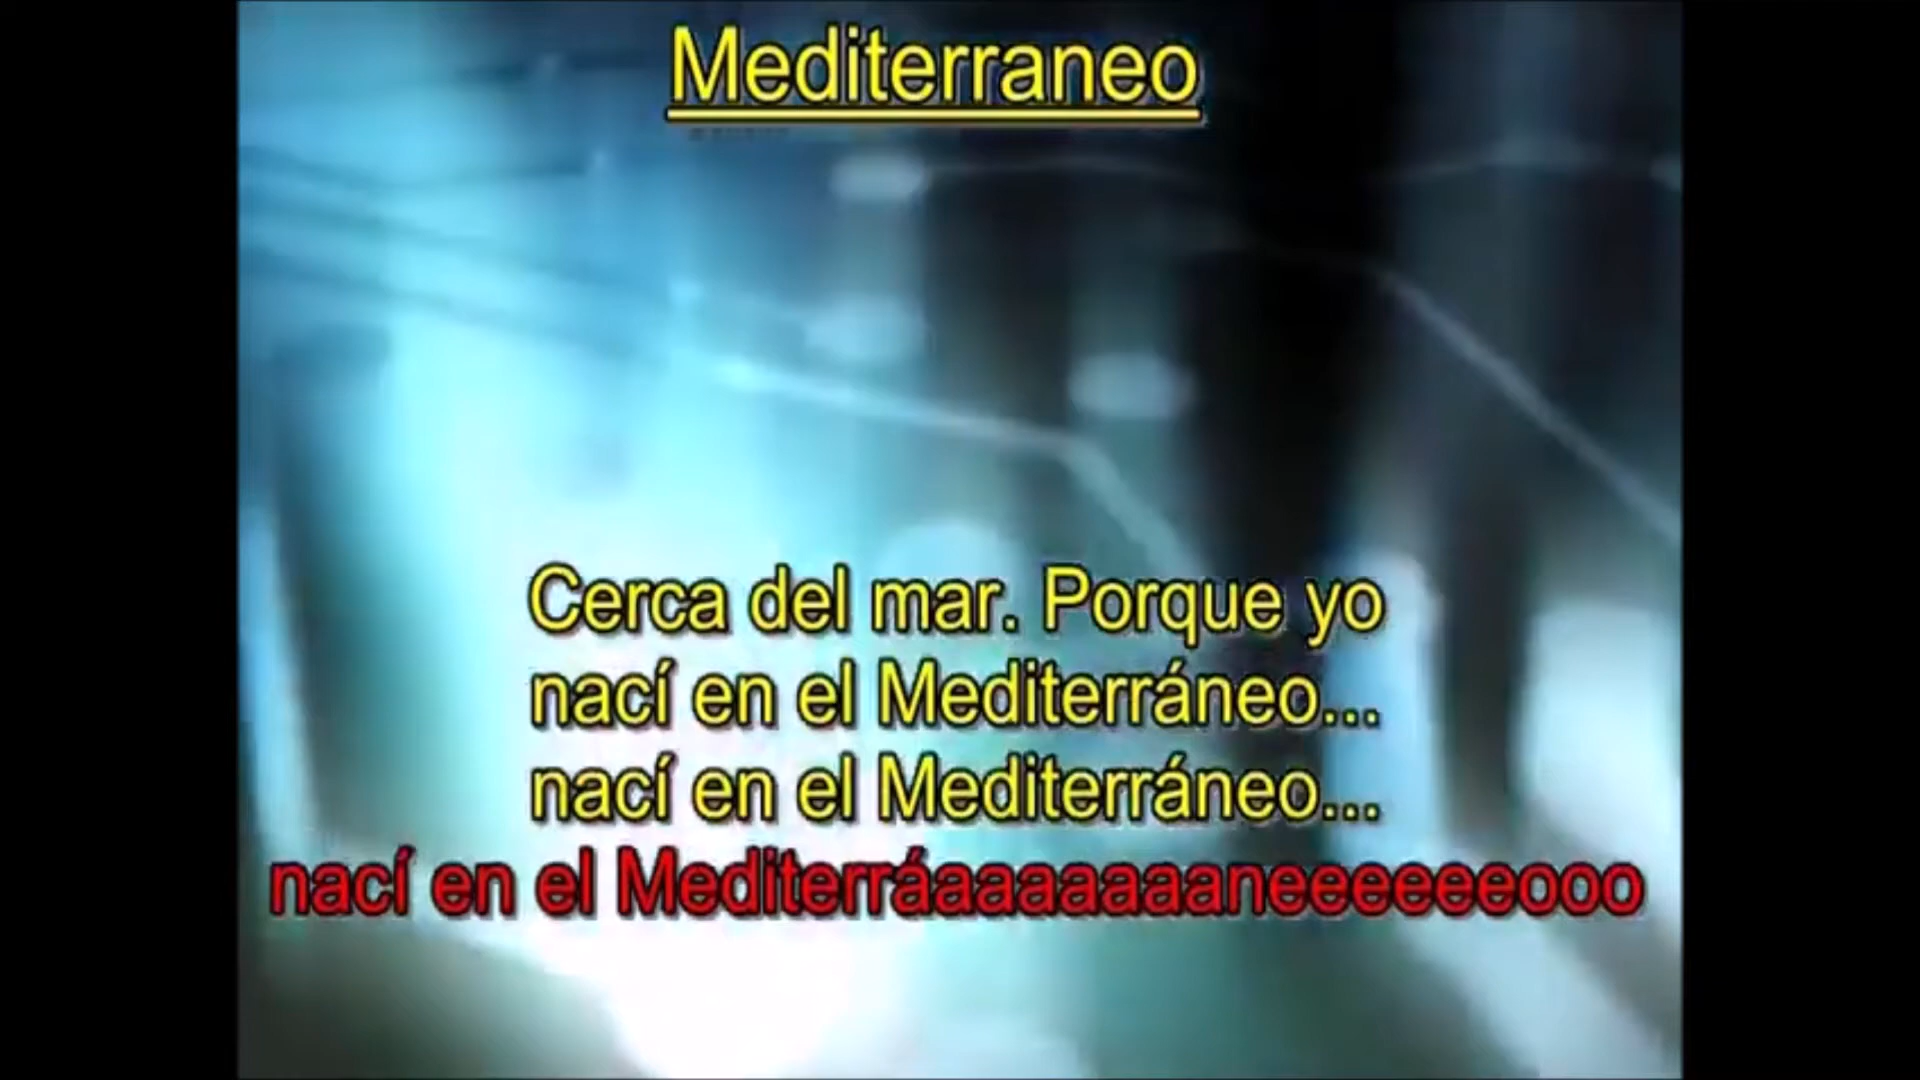 Mediterraneo
Cerca del mar. Porque yo
nací en el Mediterráneo...
nací en el Mediterráneo...
nací en el Mediterráaaaaaaaaneeeeeeeooo